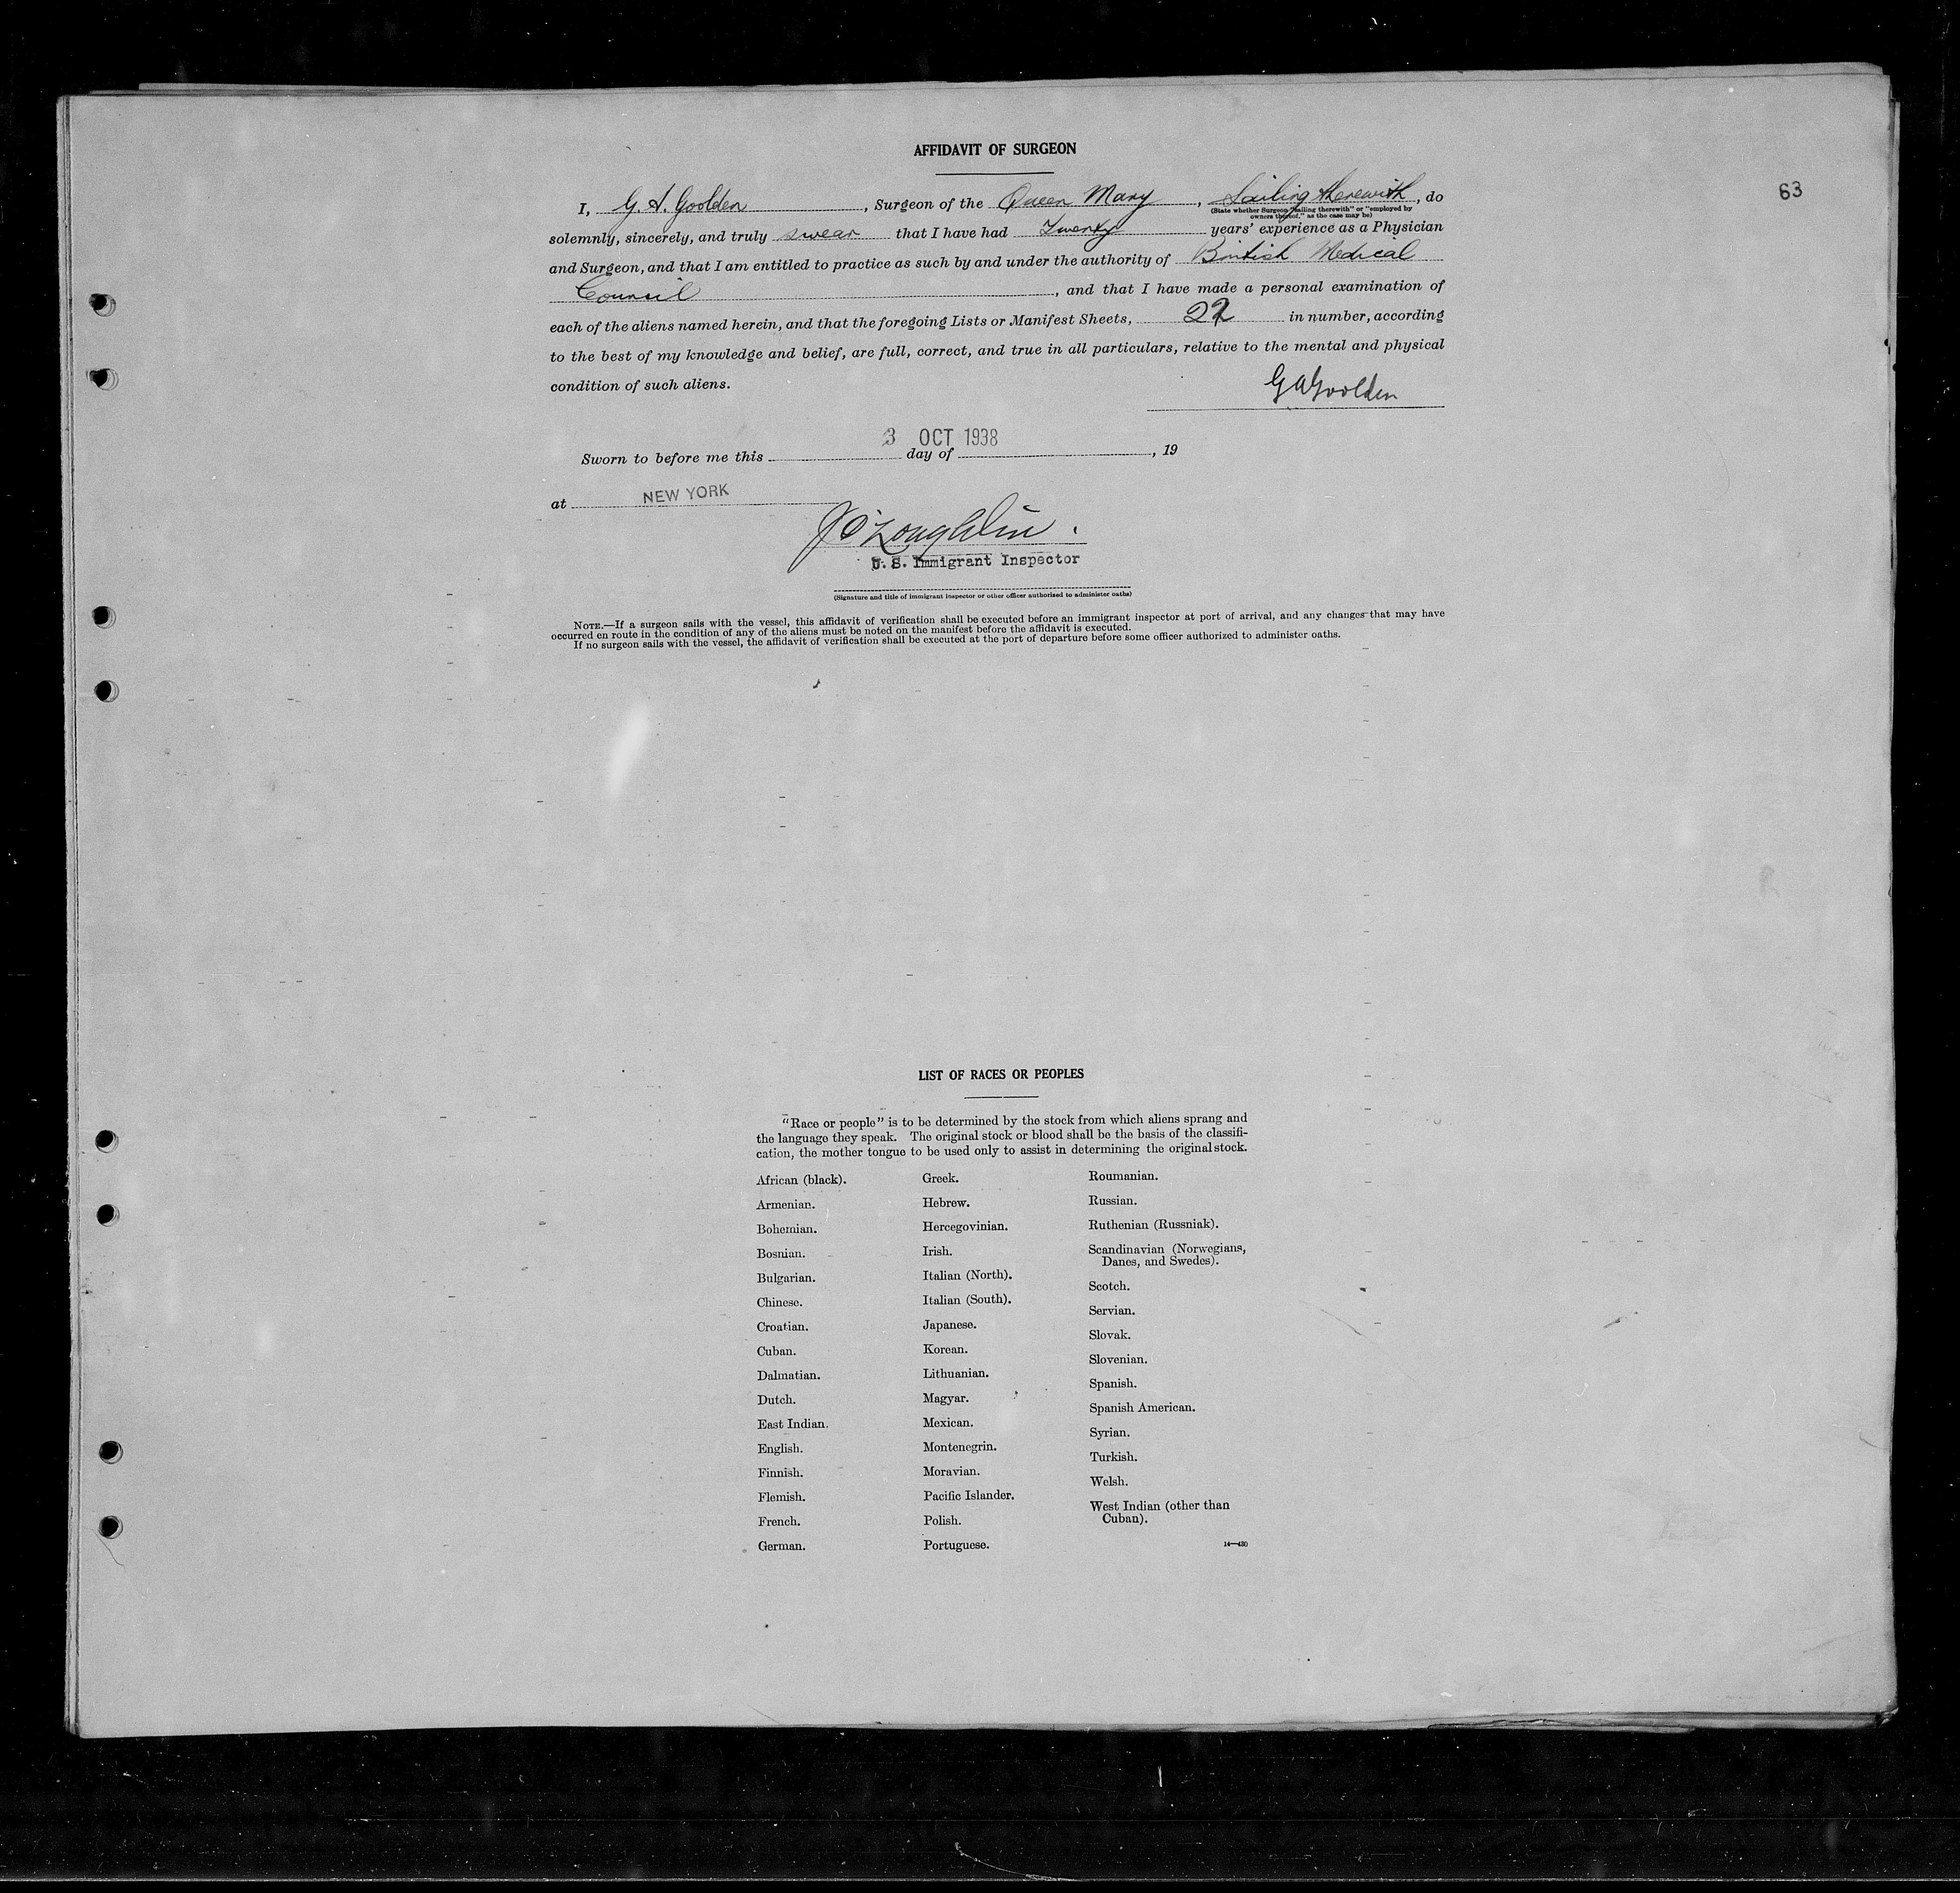 AFFIDAVIT OF SURGEON
63
I, G. A. Goolden, Surgeon of the Queen Mary, Sailing therewith, do
(State whether Surgeon "sailing therewith" or "employed by
owners thereof," as the case may be)
solemnly, sincerely, and truly swear that I have had Twenty years' experience as a Physician
and Surgeon, and that I am entitled to practice as such by and under the authority of British Medical
Council, and that I have made a personal examination of
each of the aliens named herein, and that the foregoing Lists or Manifest Sheets, 22 in number, according
to the best of my knowledge and belief, are full, correct, and true in all particulars, relative to the mental and physical
condition of such aliens.
G A Goolden
3 OCT 1938
Sworn to before me this day of , 19
at NEW YORK
J O'Loughlin.
U. S. Immigrant Inspector
(Signature and title of immigrant inspector or other officer authorized to administer oaths)
NOTE.—If a surgeon sails with the vessel, this affidavit of verification shall be executed before an immigrant inspector at port of arrival, and any changes that may have
occurred en route in the condition of any of the aliens must be noted on the manifest before the affidavit is executed.
If no surgeon sails with the vessel, the affidavit of verification shall be executed at the port of departure before some officer authorized to administer oaths.
LIST OF RACES OR PEOPLES
"Race or people" is to be determined by the stock from which aliens sprang and
the language they speak. The original stock or blood shall be the basis of the classifi-
cation, the mother tongue to be used only to assist in determining the original stock.
African (black).
Armenian.
Bohemian.
Bosnian.
Bulgarian.
Chinese.
Croatian.
Cuban.
Dalmatian.
Dutch.
East Indian.
English.
Finnish.
Flemish.
French.
German.
Greek.
Hebrew.
Hercegovinian.
Irish.
Italian (North).
Italian (South).
Japanese.
Korean.
Lithuanian.
Magyar.
Mexican.
Montenegrin.
Moravian.
Pacific Islander.
Polish.
Portuguese.
Roumanian.
Russian.
Ruthenian (Russniak).
Scandinavian (Norwegians,
Danes, and Swedes).
Scotch.
Servian.
Slovak.
Slovenian.
Spanish.
Spanish American.
Syrian.
Turkish.
Welsh.
West Indian (other than
Cuban).
14—430